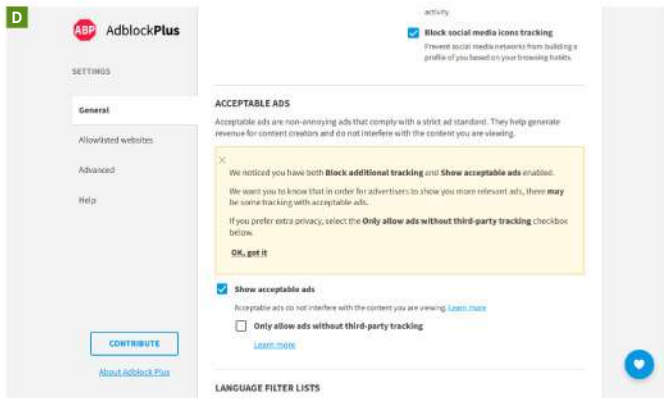 D
ABP AdblockPlus
SETTINGS
General
Allowlisted websites
Advanced
Help
CONTRIBUTE
About Adblock Plus
activity
Block social media icons tracking
Prevent social media networks from building a
profile of you based on your browsing habits.
ACCEPTABLE ADS
Acceptable ads are non-annoying ads that comply with a strict ad standard. They help generate
revenue for content creators and do not interfere with the content you are viewing.
We noticed you have both Block additional tracking and Show acceptable ads enabled.
We want you to know that in order for advertisers to show you more relevant ads, there may
be some tracking with acceptable ads.
If you prefer extra privacy, select the Only allow ads without third-party tracking checkbox
below.
OK, got it
Show acceptable ads
Acceptable ads do not interfere with the content you are viewing. Learn more
Only allow ads without third-party tracking
Learn more
LANGUAGE FILTER LISTS